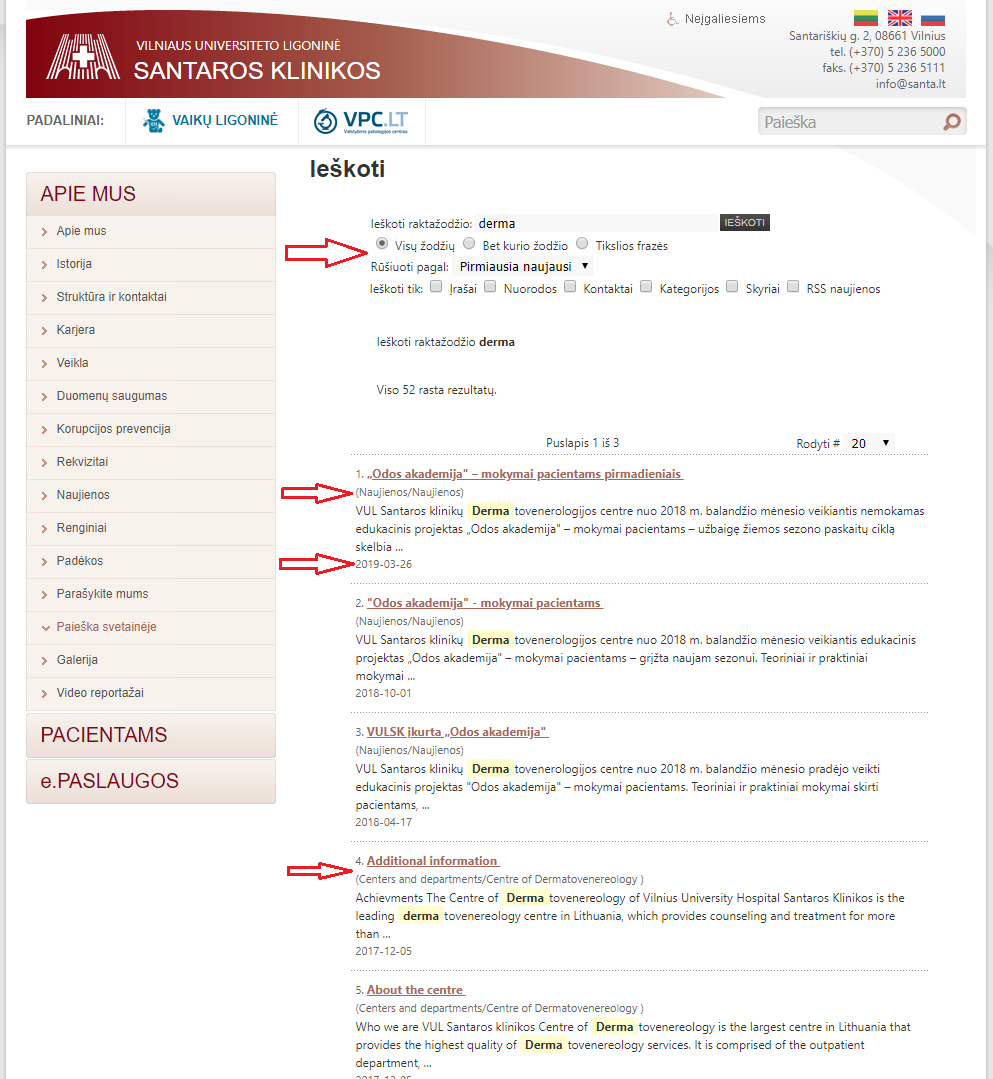 Neįgaliesiems
VILNIAUS UNIVERSITETO LIGONINĖ
SANTAROS KLINIKOS
Santariškių g. 2, 08661 Vilnius
tel. (+370) 5 236 5000
faks. (+370) 5 236 5111
info@santa.lt
PADALINIAI:
VAIKŲ LIGONINĖ
VPC.LT
Valstybinis patologijos centras
Paieška
APIE MUS
Apie mus
Istorija
Struktūra ir kontaktai
Karjera
Veikla
Duomenų saugumas
Korupcijos prevencija
Rekvizitai
Naujienos
Renginiai
Padėkos
Parašykite mums
Paieška svetainėje
Galerija
Video reportažai
PACIENTAMS
e.PASLAUGOS
Ieškoti
Ieškoti raktažodžio: derma IEŠKOTI
Visų žodžių Bet kurio žodžio Tikslios frazės
Rūšiuoti pagal: Pirmiausia naujausi
Ieškoti tik: Įrašai Nuorodos Kontaktai Kategorijos Skyriai RSS naujienos
Ieškoti raktažodžio derma
Viso 52 rasta rezultatų.
Puslapis 1 iš 3 Rodyti # 20
1. „Odos akademija" – mokymai pacientams pirmadieniais
(Naujienos/Naujienos)
VUL Santaros klinikų Derma tovenerologijos centre nuo 2018 m. balandžio mėnesio veikiantis nemokamas
edukacinis projektas „Odos akademija" – mokymai pacientams – užbaigę žiemos sezono paskaitų ciklą
skelbia ...
2019-03-26
2. "Odos akademija" - mokymai pacientams
(Naujienos/Naujienos)
VUL Santaros klinikų Derma tovenerologijos centre nuo 2018 m. balandžio mėnesio veikiantis edukacinis
projektas „Odos akademija" – mokymai pacientams – grįžta naujam sezonui. Teoriniai ir praktiniai
mokymai ...
2018-10-01
3. VULSK įkurta „Odos akademija"
(Naujienos/Naujienos)
VUL Santaros klinikų Derma tovenerologijos centre nuo 2018 m. balandžio mėnesio pradėjo veikti
edukacinis projektas "Odos akademija" – mokymai pacientams. Teoriniai ir praktiniai mokymai skirti
pacientams, ...
2018-04-17
4. Additional information
(Centers and departments/Centre of Dermatovenereology )
Achievments The Centre of Derma tovenereology of Vilnius University Hospital Santaros Klinikos is the
leading derma tovenereology centre in Lithuania, which provides counseling and treatment for more
than ...
2017-12-05
5. About the centre
(Centers and departments/Centre of Dermatovenereology )
Who we are VUL Santaros klinikos Centre of Derma tovenereology is the largest centre in Lithuania that
provides the highest quality of Derma tovenereology services. It is comprised of the outpatient
department, ...
2017-12-05